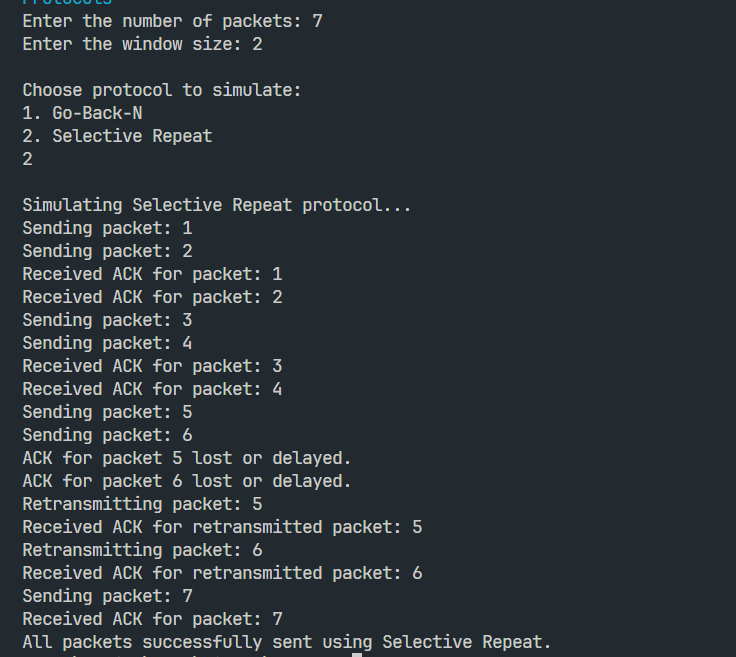 Protocols
Enter the number of packets: 7
Enter the window size: 2
Choose protocol to simulate:
1. Go-Back-N
2. Selective Repeat
2
Simulating Selective Repeat protocol...
Sending packet: 1
Sending packet: 2
Received ACK for packet: 1
Received ACK for packet: 2
Sending packet: 3
Sending packet: 4
Received ACK for packet: 3
Received ACK for packet: 4
Sending packet: 5
Sending packet: 6
ACK for packet 5 lost or delayed.
ACK for packet 6 lost or delayed.
Retransmitting packet: 5
Received ACK for retransmitted packet: 5
Retransmitting packet: 6
Received ACK for retransmitted packet: 6
Sending packet: 7
Received ACK for packet: 7
All packets successfully sent using Selective Repeat.